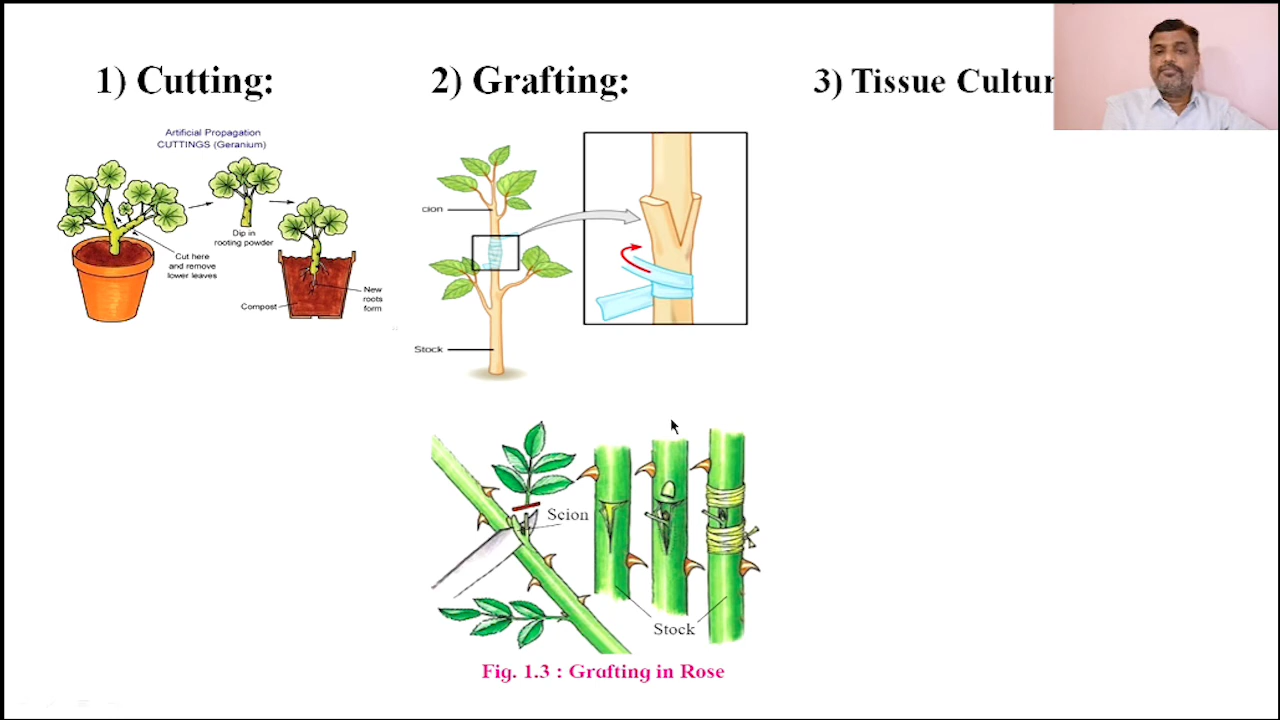 1) Cutting:
2) Grafting:
3) Tissue Cultur
Artificial Propagation
CUTTINGS (Geranium)
Dip in
rooting powder
Cut here
and remove
lower leaves
Compost
New
roots
form
cion
Stock
Scion
Stock
Fig. 1.3 : Grafting in Rose